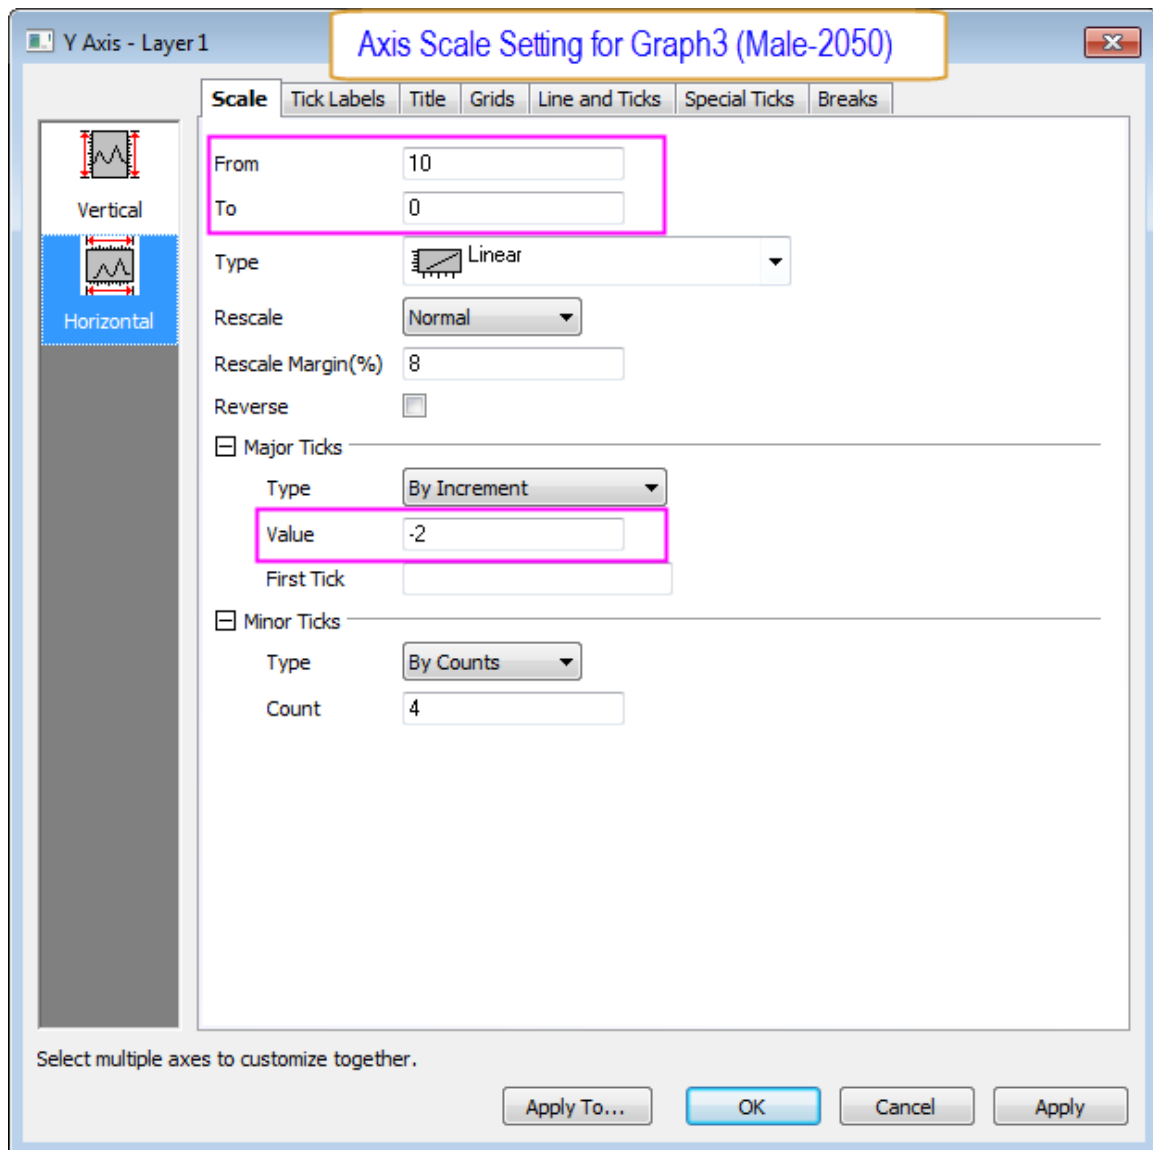 Y Axis - Layer 1
Axis Scale Setting for Graph3 (Male-2050)
Scale Tick Labels Title Grids Line and Ticks Special Ticks Breaks
Vertical
Horizontal
From 10
To 0
Type Linear
Rescale Normal
Rescale Margin(%) 8
Reverse
Major Ticks
Type By Increment
Value -2
First Tick
Minor Ticks
Type By Counts
Count 4
Select multiple axes to customize together.
Apply To... OK Cancel Apply